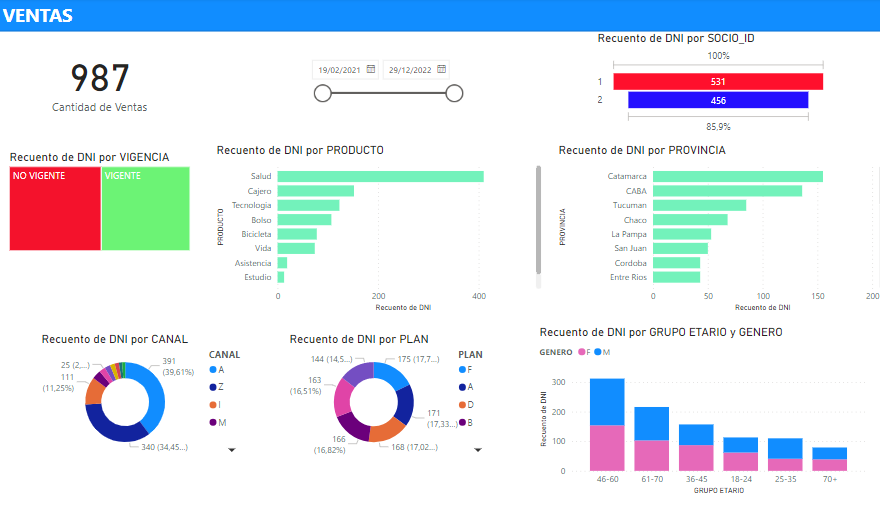 VENTAS
987
Cantidad de Ventas
19/02/2021
29/12/2022
Recuento de DNI por SOCIO_ID
100%
1
531
2
456
85,9%
Recuento de DNI por VIGENCIA
NO VIGENTE
VIGENTE
Recuento de DNI por PRODUCTO
PRODUCTO
Salud
Cajero
Tecnología
Bolso
Bicicleta
Vida
Asistencia
Estudio
0
200
400
Recuento de DNI
Recuento de DNI por PROVINCIA
PROVINCIA
Catamarca
CABA
Tucuman
Chaco
La Pampa
San Juan
Cordoba
Entre Rios
0
50
100
150
200
Recuento de DNI
Recuento de DNI por CANAL
391
(39,61%)
340 (34,45...)
111
(11,25%)
25 (2,...)
CANAL
A
Z
I
M
Recuento de DNI por PLAN
175 (17,7...)
171
(17,33...)
168 (17,02...)
166
(16,82%)
163
(16,51%)
144 (14,5...)
PLAN
F
A
D
B
Recuento de DNI por GRUPO ETARIO y GENERO
GENERO
F
M
Recuento de DNI
300
200
100
0
46-60
61-70
36-45
18-24
25-35
70+
GRUPO ETARIO